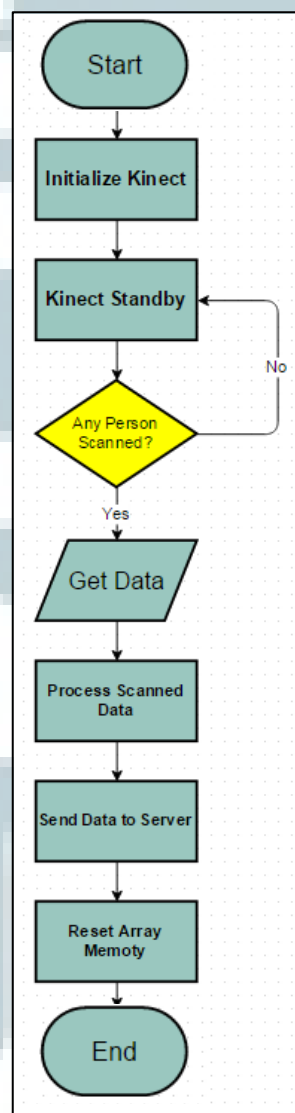 Start
Initialize Kinect
Kinect Standby
No
Any Person
Scanned?
Yes
Get Data
Process Scanned
Data
Send Data to Server
Reset Array
Memoty
End